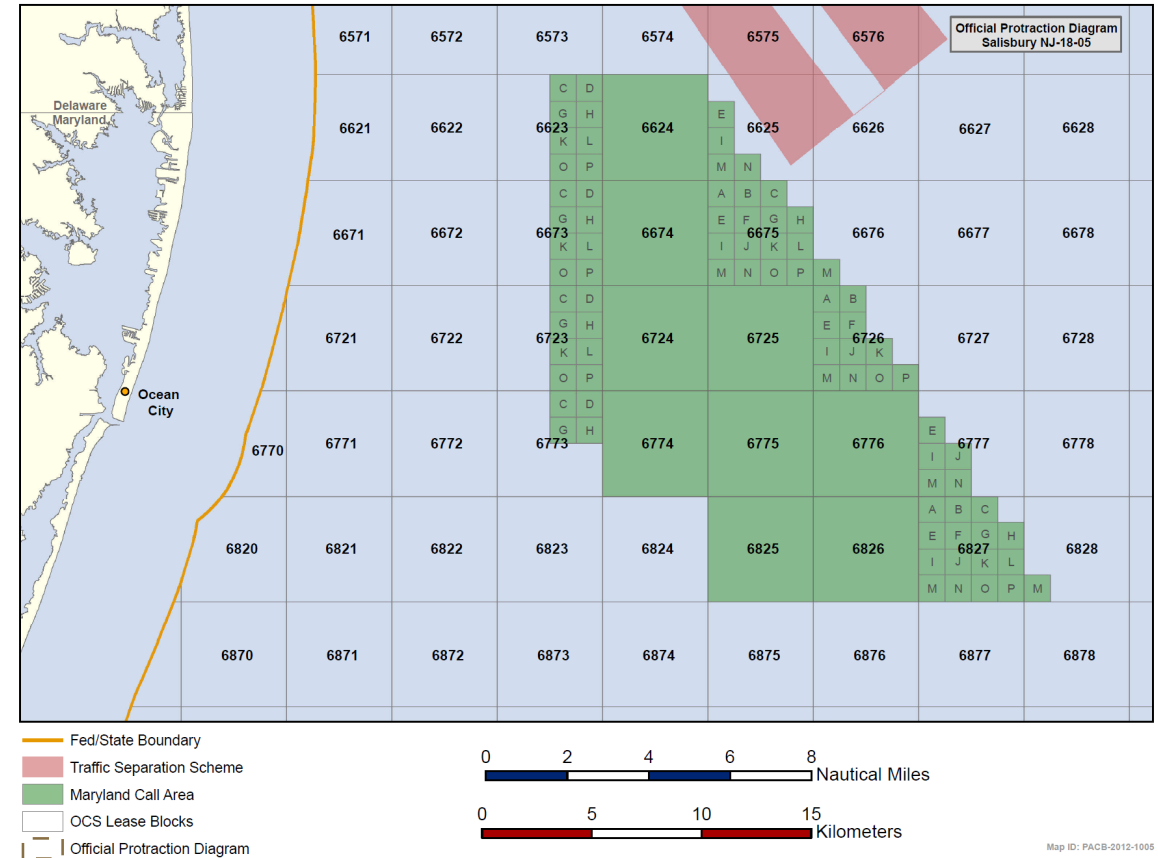 6571 6572 6573 6574 6575 6576 Official Protraction Diagram
Salisbury NJ-18-05
C D
Delaware
Maryland
G H E
6621 6622 6623 6624 6625 6626 6627 6628
K L I
O P M N
C D A B C
G H E F G H
6671 6672 6673 6674 6675 6676 6677 6678
K L I J K L
O P M N O P M
C D A B
G H E F
6721 6722 6723 6724 6725 6726 6727 6728
K L I J K
O P M N O P
Ocean
City
C D
G H E
6770 6771 6772 6773 6774 6775 6776 6777 6778
I J
M N
A B C
E F G H
6820 6821 6822 6823 6824 6825 6826 6827 6828
I J K L
M N O P M
6870 6871 6872 6873 6874 6875 6876 6877 6878
Fed/State Boundary
Traffic Separation Scheme
Maryland Call Area
OCS Lease Blocks
Official Protraction Diagram
0 2 4 6 8
Nautical Miles
0 5 10 15
Kilometers
Map ID: PACB-2012-1005